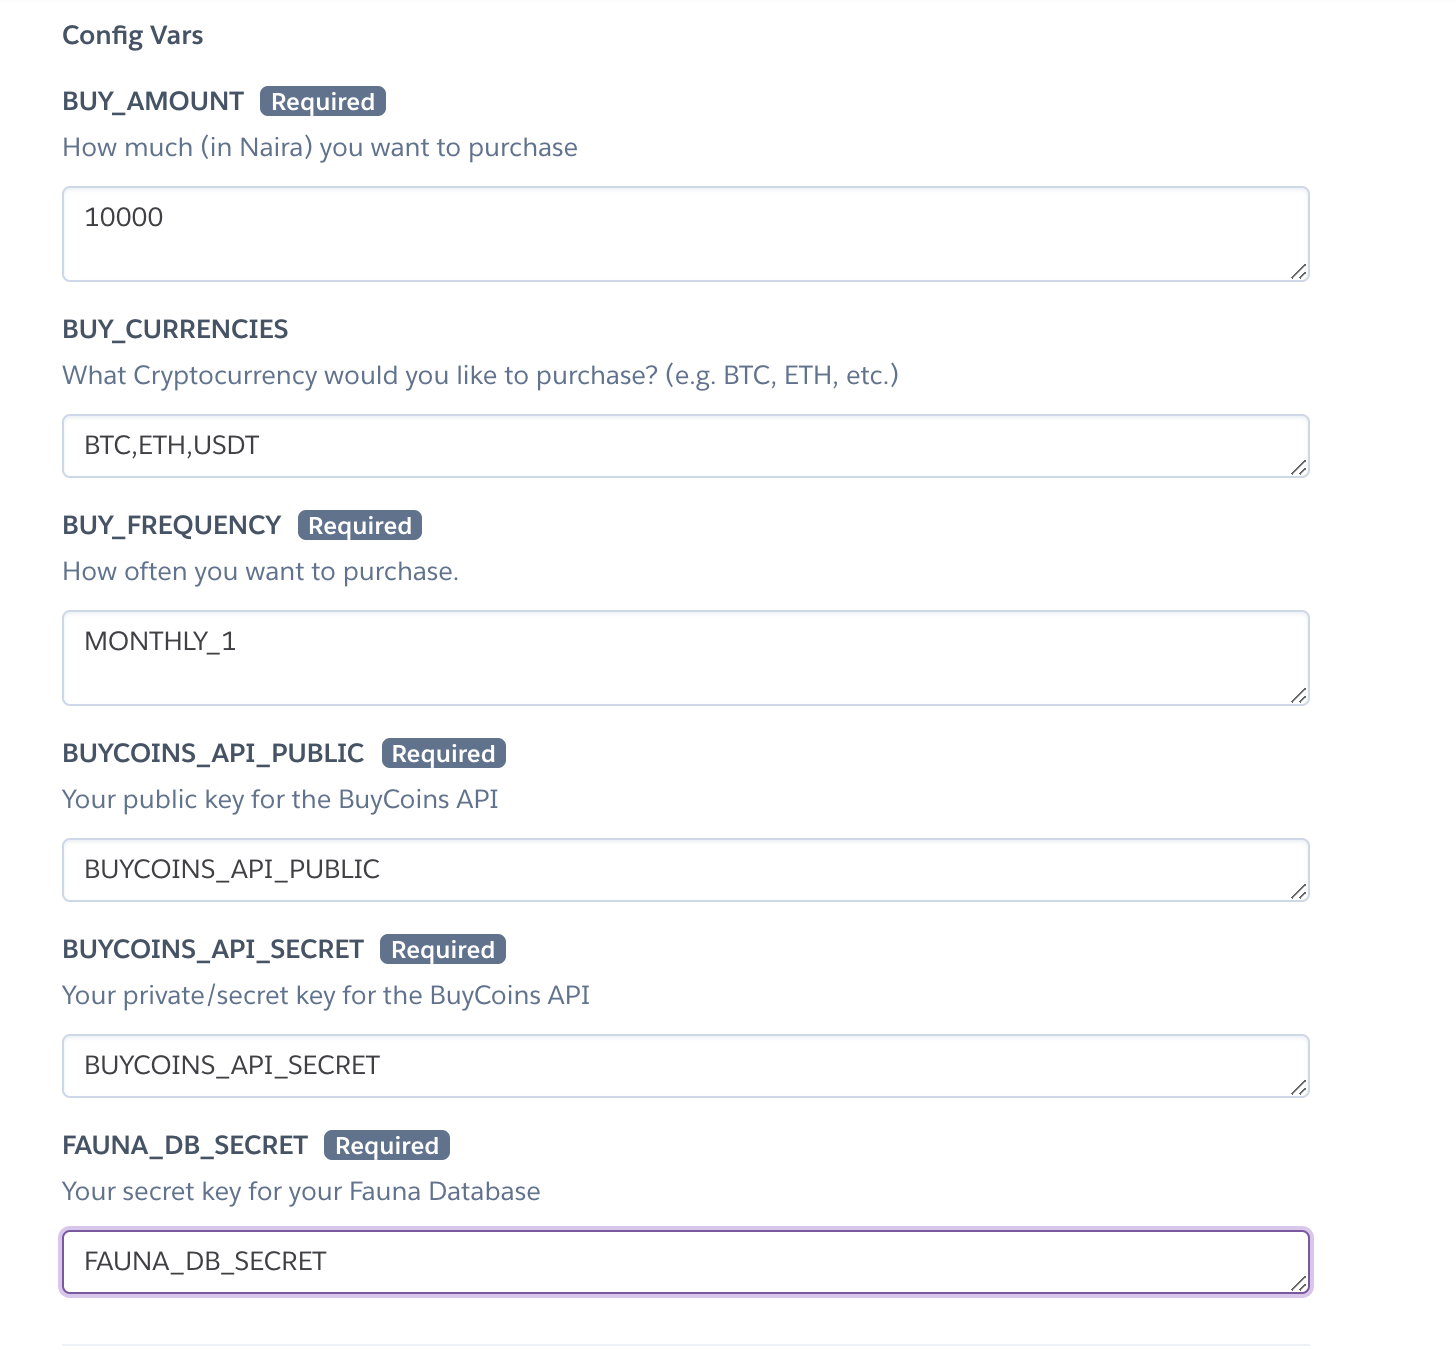 Config Vars
BUY_AMOUNT Required
How much (in Naira) you want to purchase
10000
BUY_CURRENCIES
What Cryptocurrency would you like to purchase? (e.g. BTC, ETH, etc.)
BTC,ETH,USDT
BUY_FREQUENCY Required
How often you want to purchase.
MONTHLY_1
BUYCOINS_API_PUBLIC Required
Your public key for the BuyCoins API
BUYCOINS_API_PUBLIC
BUYCOINS_API_SECRET Required
Your private/secret key for the BuyCoins API
BUYCOINS_API_SECRET
FAUNA_DB_SECRET Required
Your secret key for your Fauna Database
FAUNA_DB_SECRET